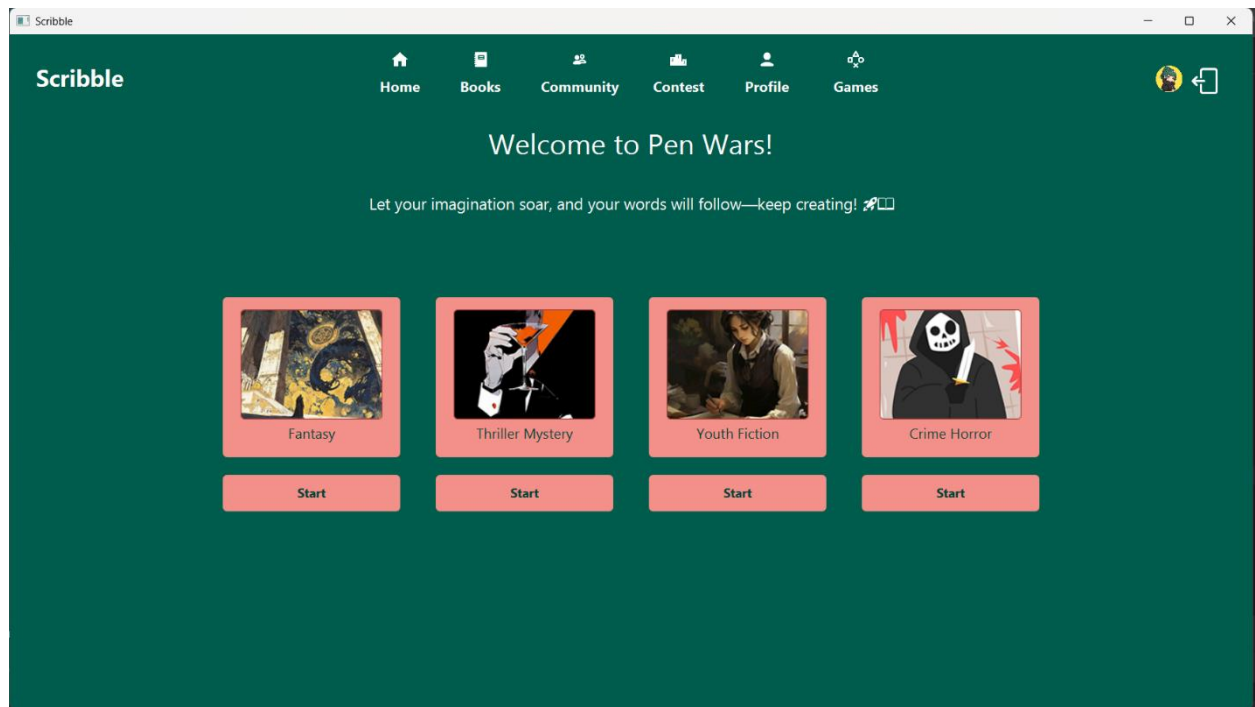 Scribble
Scribble
Home Books Community Contest Profile Games
Welcome to Pen Wars!
Let your imagination soar, and your words will follow—keep creating! 🚀📖
Fantasy Thriller Mystery Youth Fiction Crime Horror
Start Start Start Start